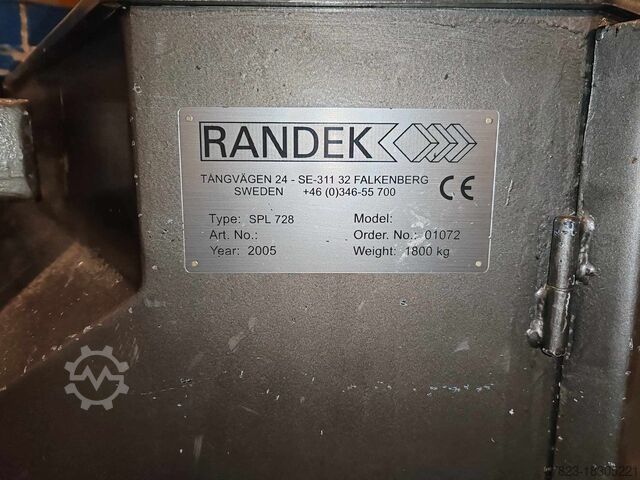 RANDEK
TÅNGVÄGEN 24 - SE-311 32 FALKENBERG
SWEDEN +46 (0)346-55 700
CE
Type: SPL 728 Model:
Art. No.: Order. No.: 01072
Year: 2005 Weight: 1800 kg